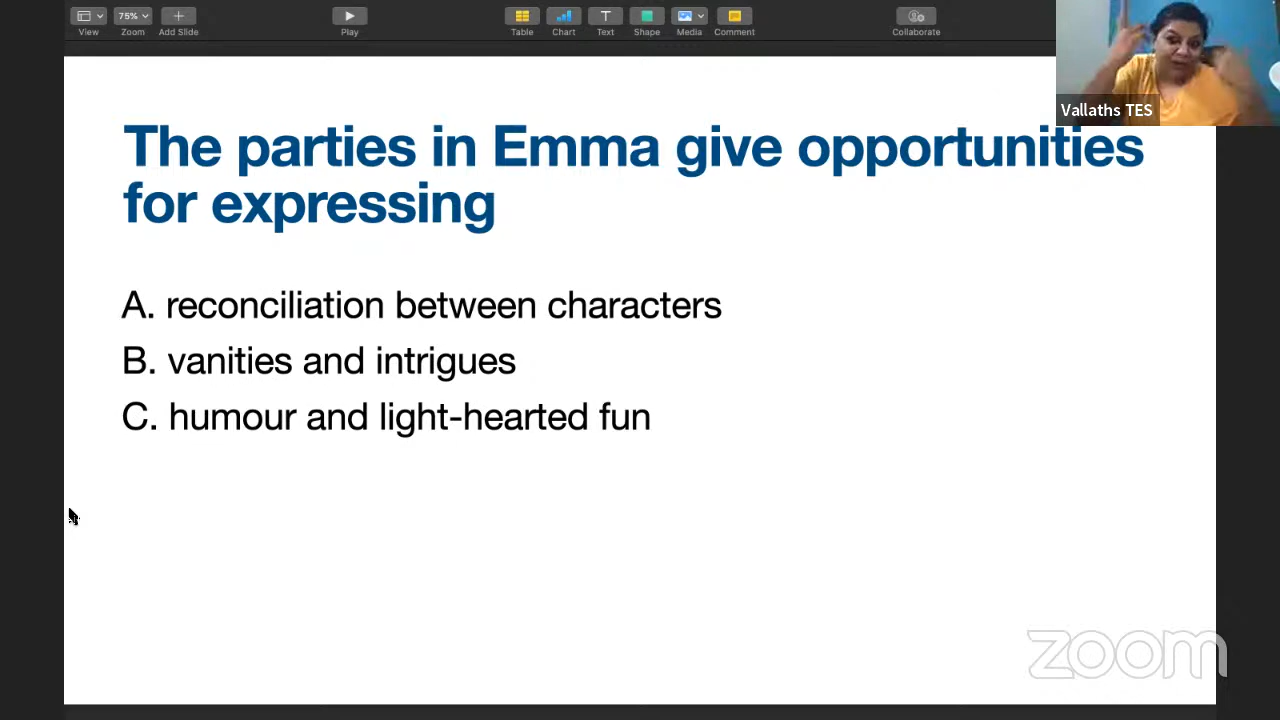 75%
View
Zoom
Add Slide
Play
Table
Chart
Text
Shape
Media
Comment
Collaborate
Vallaths TES
The parties in Emma give opportunities
for expressing
A. reconciliation between characters
B. vanities and intrigues
C. humour and light-hearted fun
zoom